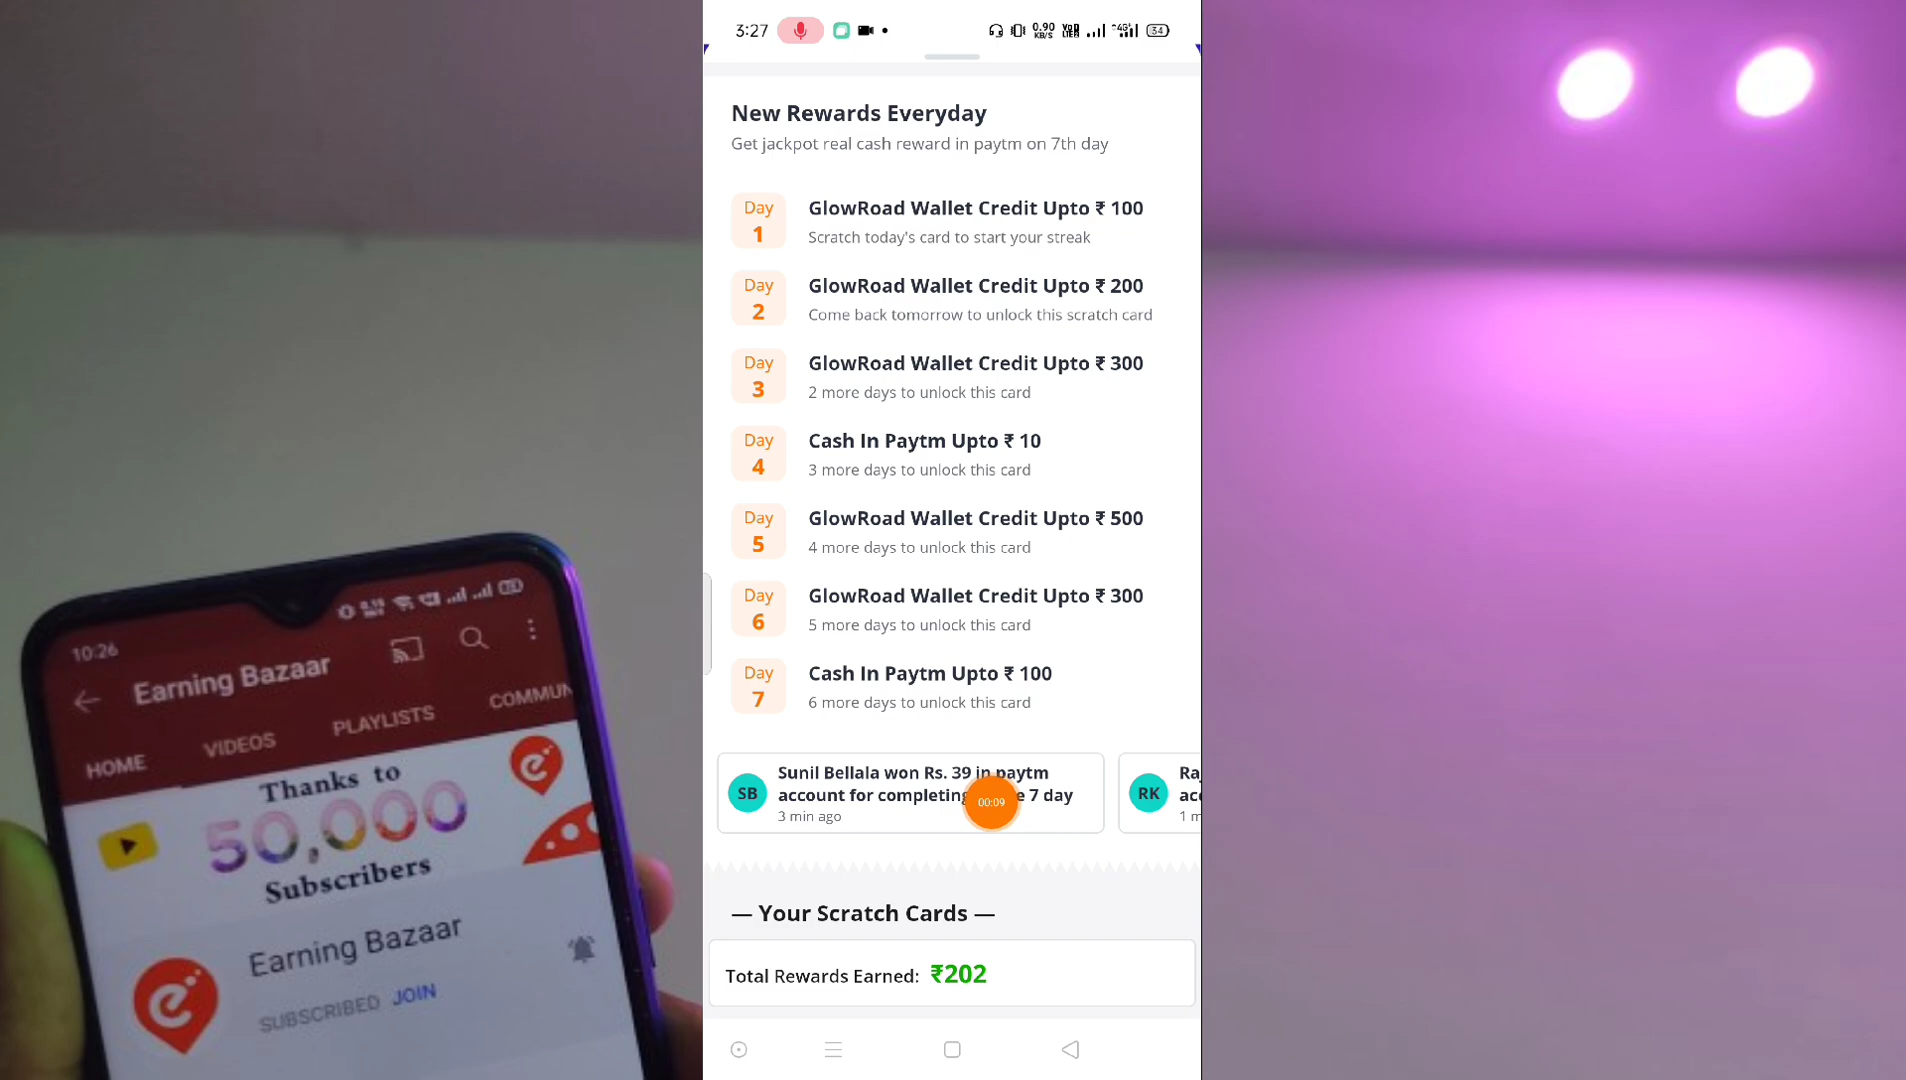 10:26
Earning Bazaar
HOME
VIDEOS
PLAYLISTS
COMMUN
Thanks to
50,000
Subscribers
Earning Bazaar
SUBSCRIBED JOIN
3:27
0.90 KB/S
4G+
34
New Rewards Everyday
Get jackpot real cash reward in paytm on 7th day
Day 1
GlowRoad Wallet Credit Upto ₹ 100
Scratch today's card to start your streak
Day 2
GlowRoad Wallet Credit Upto ₹ 200
Come back tomorrow to unlock this scratch card
Day 3
GlowRoad Wallet Credit Upto ₹ 300
2 more days to unlock this card
Day 4
Cash In Paytm Upto ₹ 10
3 more days to unlock this card
Day 5
GlowRoad Wallet Credit Upto ₹ 500
4 more days to unlock this card
Day 6
GlowRoad Wallet Credit Upto ₹ 300
5 more days to unlock this card
Day 7
Cash In Paytm Upto ₹ 100
6 more days to unlock this card
SB
Sunil Bellala won Rs. 39 in paytm
account for completing 7 day
3 min ago
00:09
RK
— Your Scratch Cards —
Total Rewards Earned: ₹202